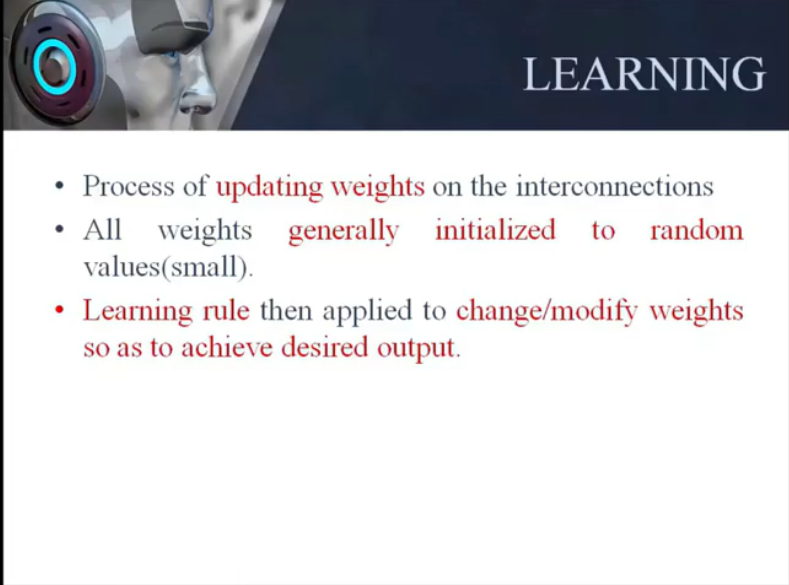 LEARNING
• Process of updating weights on the interconnections
• All weights generally initialized to random
values(small).
• Learning rule then applied to change/modify weights
so as to achieve desired output.